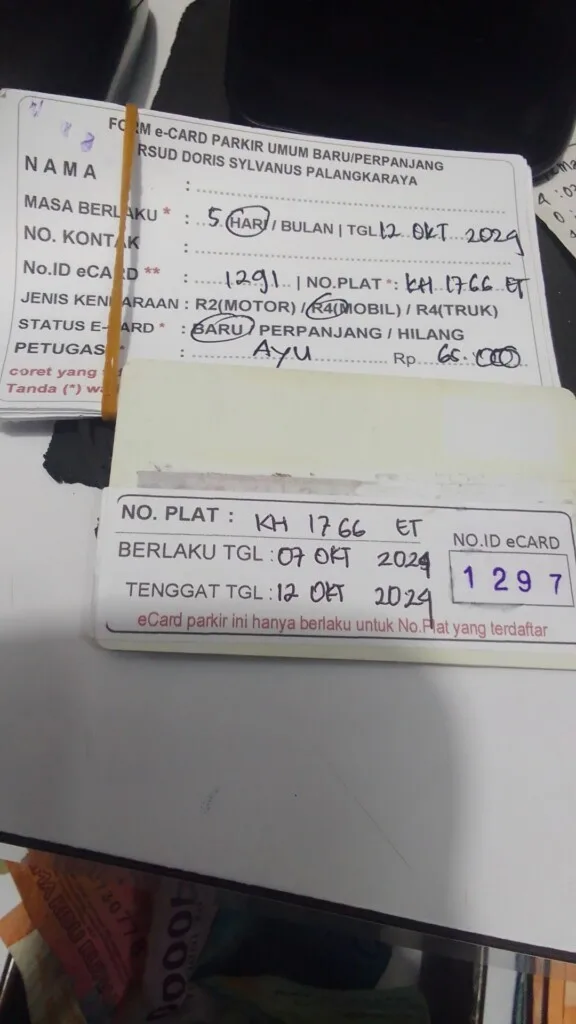 FORM e-CARD PARKIR UMUM BARU/PERPANJANG
RSUD DORIS SYLVANUS PALANGKARAYA
NAMA :
MASA BERLAKU * : 5 HARI / BULAN | TGL 12 OKT 2024
NO. KONTAK :
No.ID eCARD ** : 1291 | NO.PLAT * : KH 1766 ET
JENIS KENDARAAN : R2(MOTOR) / R4(MOBIL) / R4(TRUK)
STATUS E-CARD * : BARU / PERPANJANG / HILANG
PETUGAS * : AYU Rp. 65.000
coret yang
Tanda (*) wa
NO. PLAT : KH 1766 ET
NO.ID eCARD
BERLAKU TGL : 07 OKT 2024
1297
TENGGAT TGL : 12 OKT 2024
eCard parkir ini hanya berlaku untuk No.Plat yang terdaftar